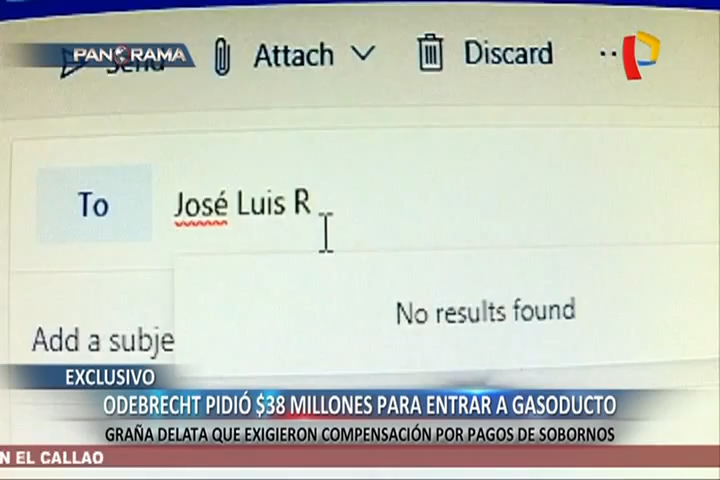 PANORAMA
Send Attach Discard
To José Luis R
No results found
Add a subje
EXCLUSIVO
ODEBRECHT PIDIÓ $38 MILLONES PARA ENTRAR A GASODUCTO
GRAÑA DELATA QUE EXIGIERON COMPENSACIÓN POR PAGOS DE SOBORNOS
N EL CALLAO